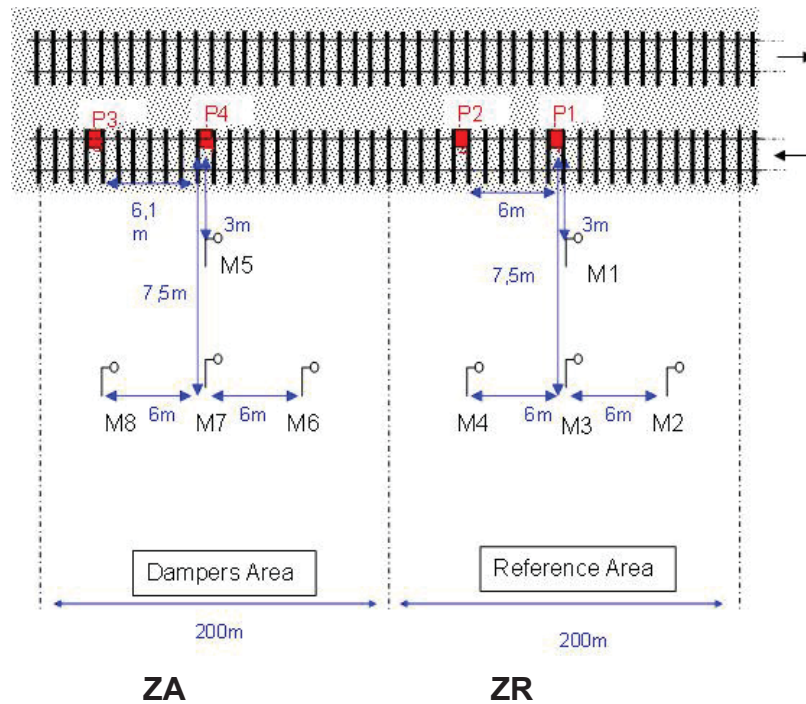 P3 P4 P2 P1
6,1
m
3m
6m
3m
M5
M1
7,5m
7,5m
6m
6m
6m
6m
M8 M7 M6 M4 M3 M2
Dampers Area
Reference Area
200m
200m
ZA
ZR